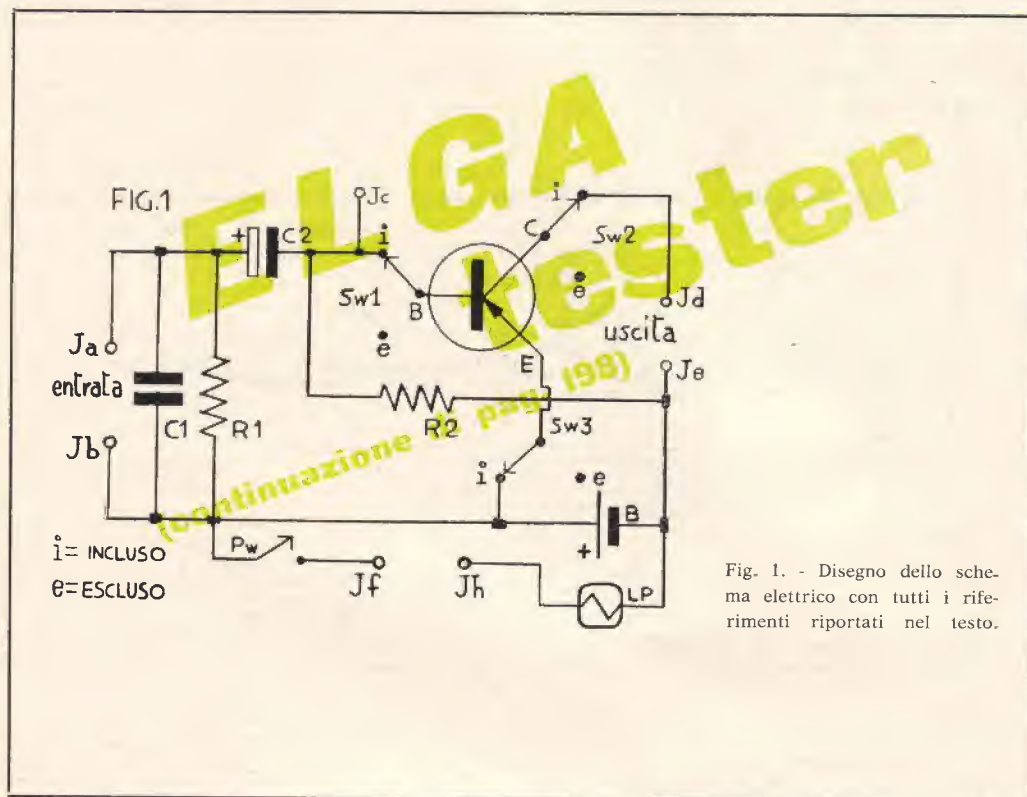 ELGA
tester
(continuazione di pag. 198)
FIG.1
Jc
+
C2
i
Sw1
B
e
C
i
Sw2
e
Jd
uscita
Je
E
Ja
entrata
Jb
C1
R1
R2
Sw3
i
e
B
+
Pw
Jf
Jh
LP
i= INCLUSO
e= ESCLUSO
Fig. 1. - Disegno dello sche-
ma elettrico con tutti i rife-
rimenti riportati nel testo.